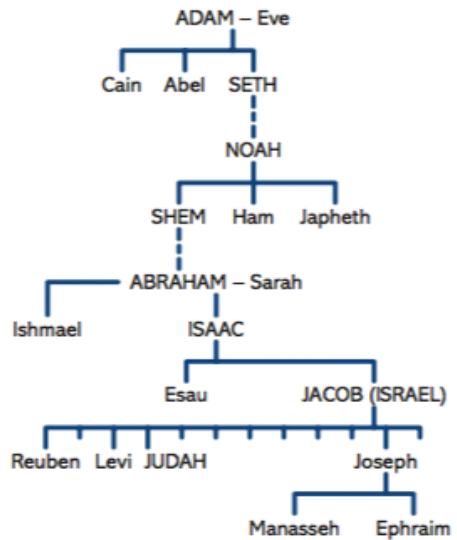 ADAM – Eve
Cain Abel SETH
NOAH
SHEM Ham Japheth
ABRAHAM – Sarah
Ishmael ISAAC
Esau JACOB (ISRAEL)
Reuben Levi JUDAH Joseph
Manasseh Ephraim